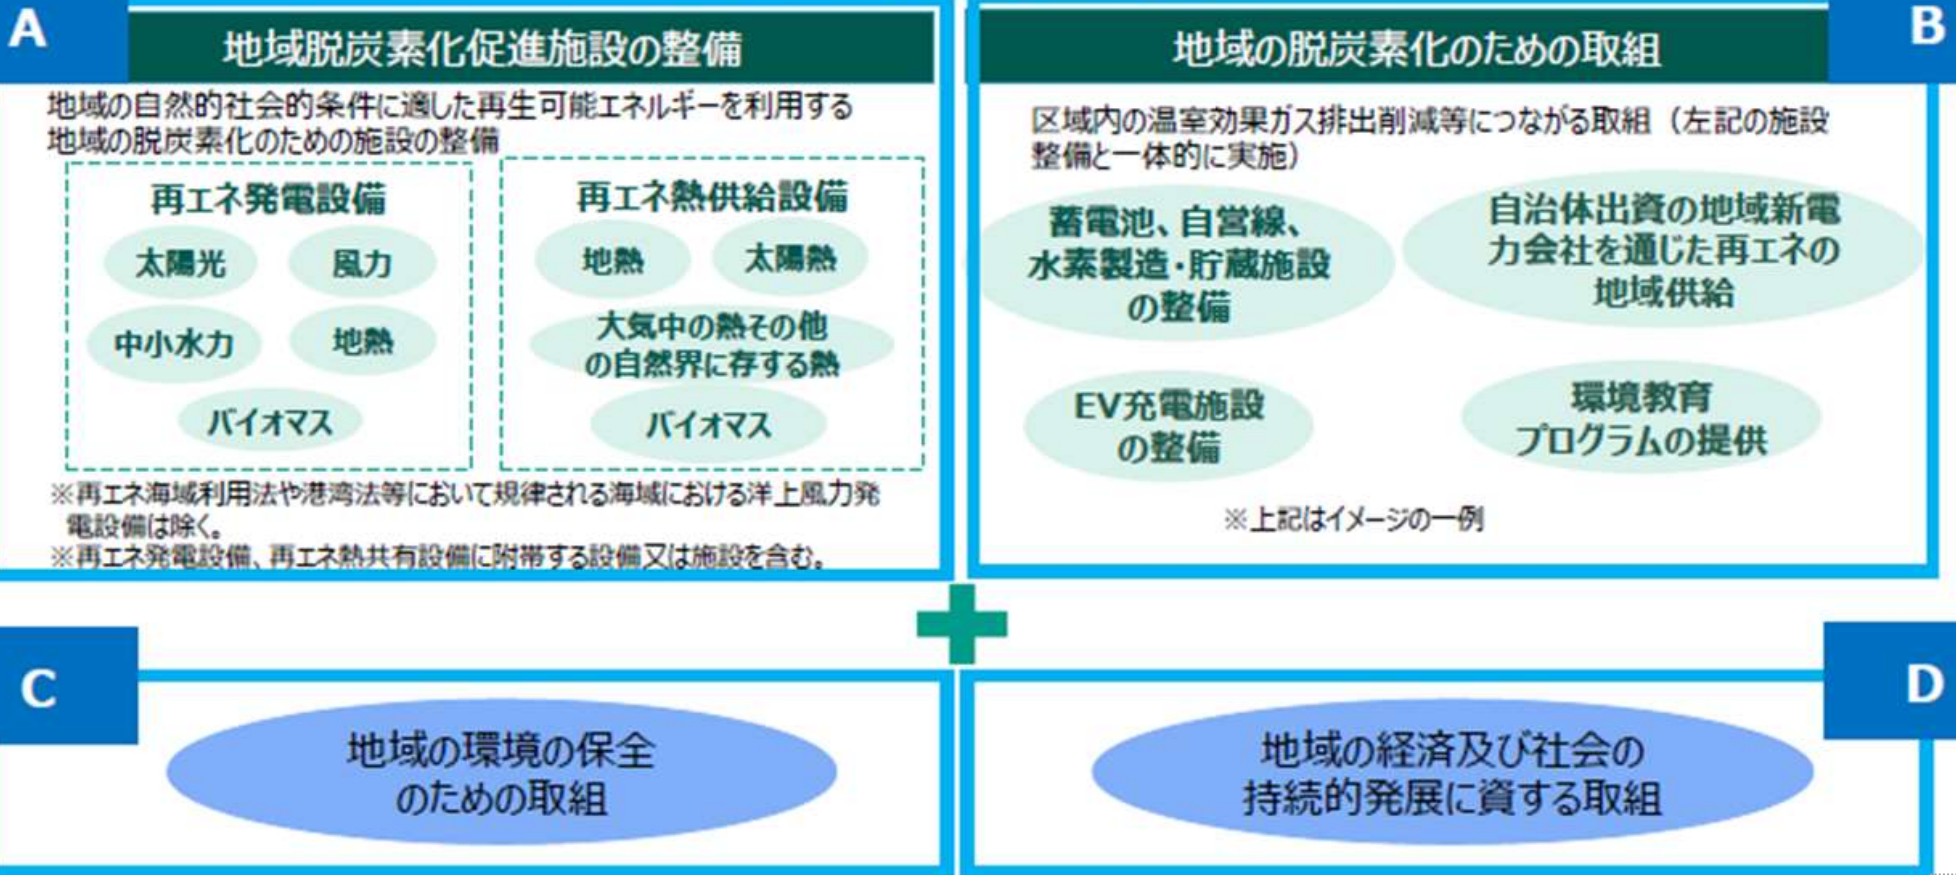 A
地域脱炭素化促進施設の整備
地域の自然的社会的条件に適した再生可能エネルギーを利用する
地域の脱炭素化のための施設の整備
再エネ発電設備
太陽光
風力
中小水力
地熱
バイオマス
再エネ熱供給設備
地熱
太陽熱
大気中の熱その他
の自然界に存する熱
バイオマス
※再エネ海域利用法や港湾法等において規律される海域における洋上風力発
電設備は除く。
※再エネ発電設備、再エネ熱共有設備に附帯する設備又は施設を含む。
B
地域の脱炭素化のための取組
区域内の温室効果ガス排出削減等につながる取組（左記の施設
整備と一体的に実施）
蓄電池、自営線、
水素製造・貯蔵施設
の整備
自治体出資の地域新電
力会社を通じた再エネの
地域供給
EV充電施設
の整備
環境教育
プログラムの提供
※上記はイメージの一例
C
地域の環境の保全
のための取組
D
地域の経済及び社会の
持続的発展に資する取組